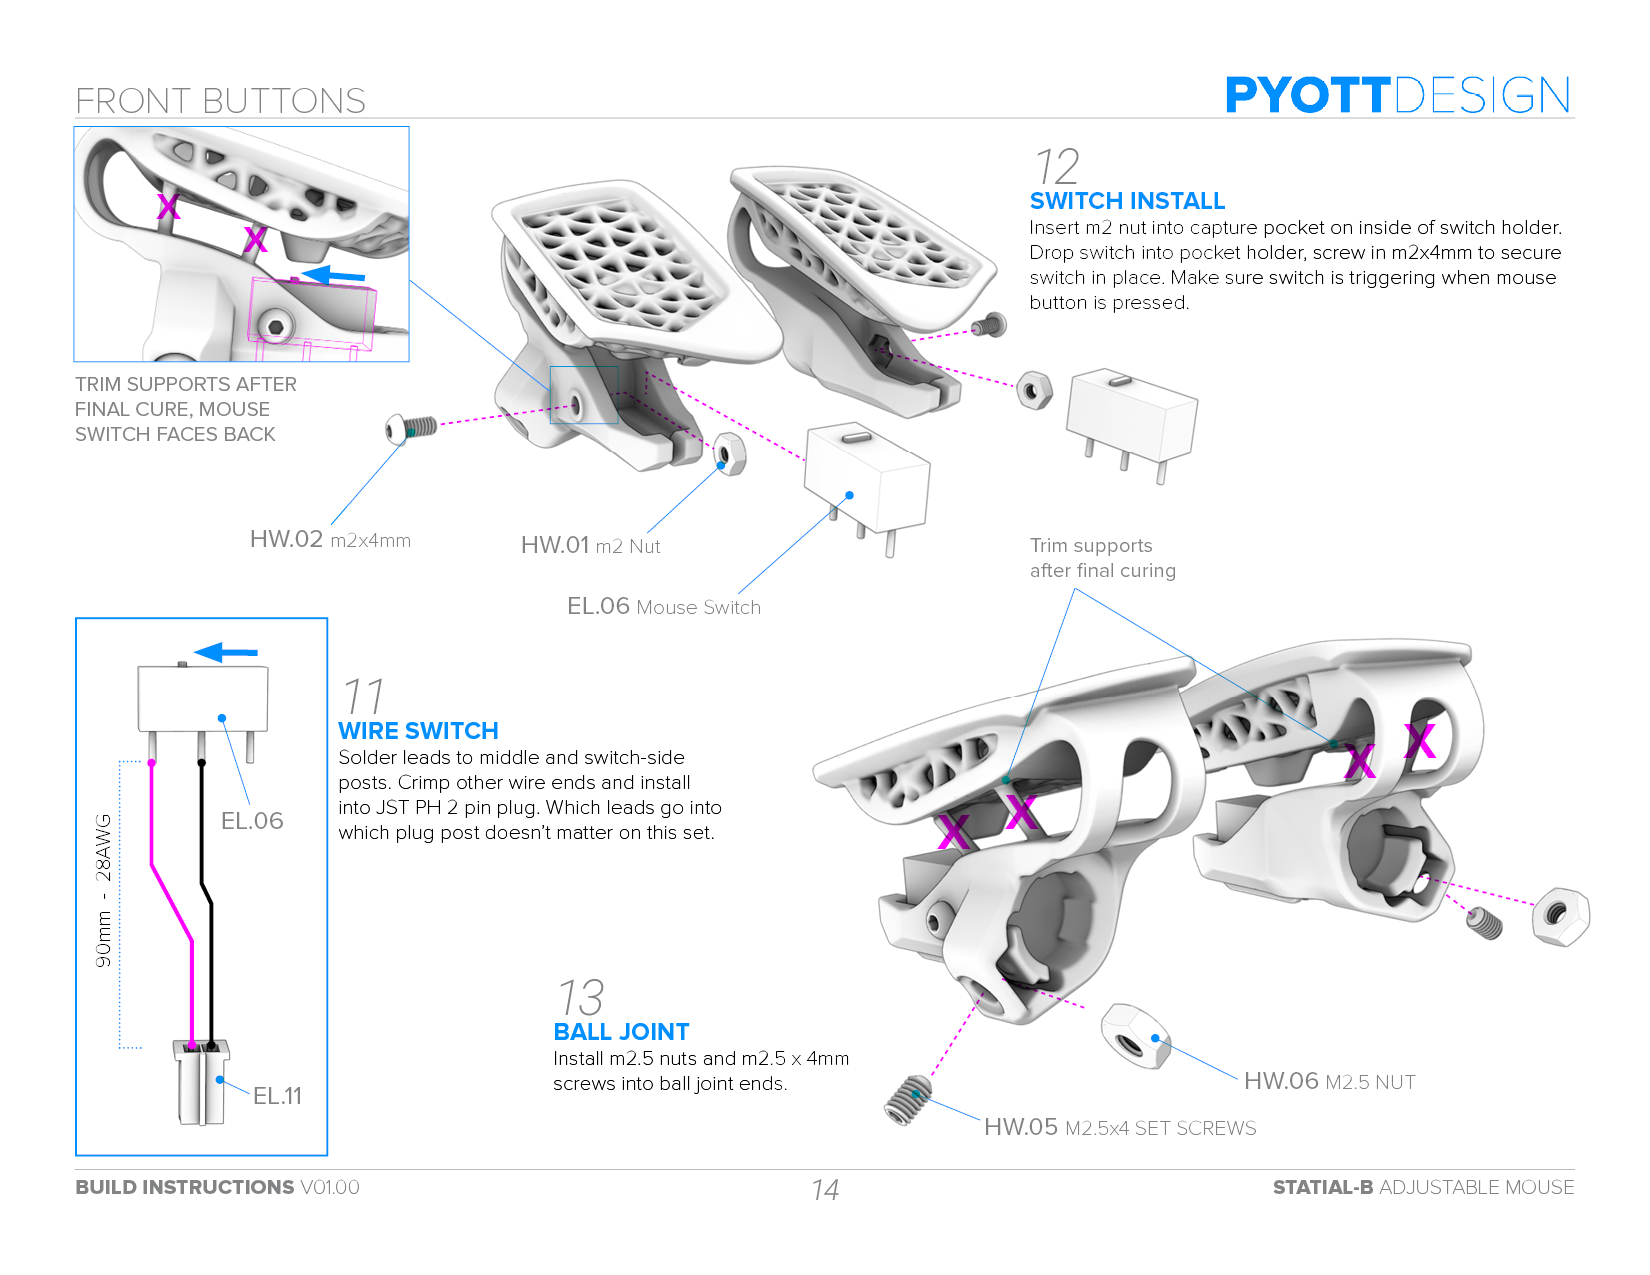 FRONT BUTTONS
PYOTTDESIGN
X
X
TRIM SUPPORTS AFTER
FINAL CURE, MOUSE
SWITCH FACES BACK
12
SWITCH INSTALL
Insert m2 nut into capture pocket on inside of switch holder.
Drop switch into pocket holder, screw in m2x4mm to secure
switch in place. Make sure switch is triggering when mouse
button is pressed.
HW.02 m2x4mm
HW.01 m2 Nut
EL.06 Mouse Switch
Trim supports
after final curing
11
WIRE SWITCH
Solder leads to middle and switch-side
posts. Crimp other wire ends and install
into JST PH 2 pin plug. Which leads go into
which plug post doesn't matter on this set.
EL.06
90mm - 28AWG
EL.11
X
X
X
X
13
BALL JOINT
Install m2.5 nuts and m2.5 x 4mm
screws into ball joint ends.
HW.06 M2.5 NUT
HW.05 M2.5x4 SET SCREWS
BUILD INSTRUCTIONS V01.00
14
STATIAL-B ADJUSTABLE MOUSE